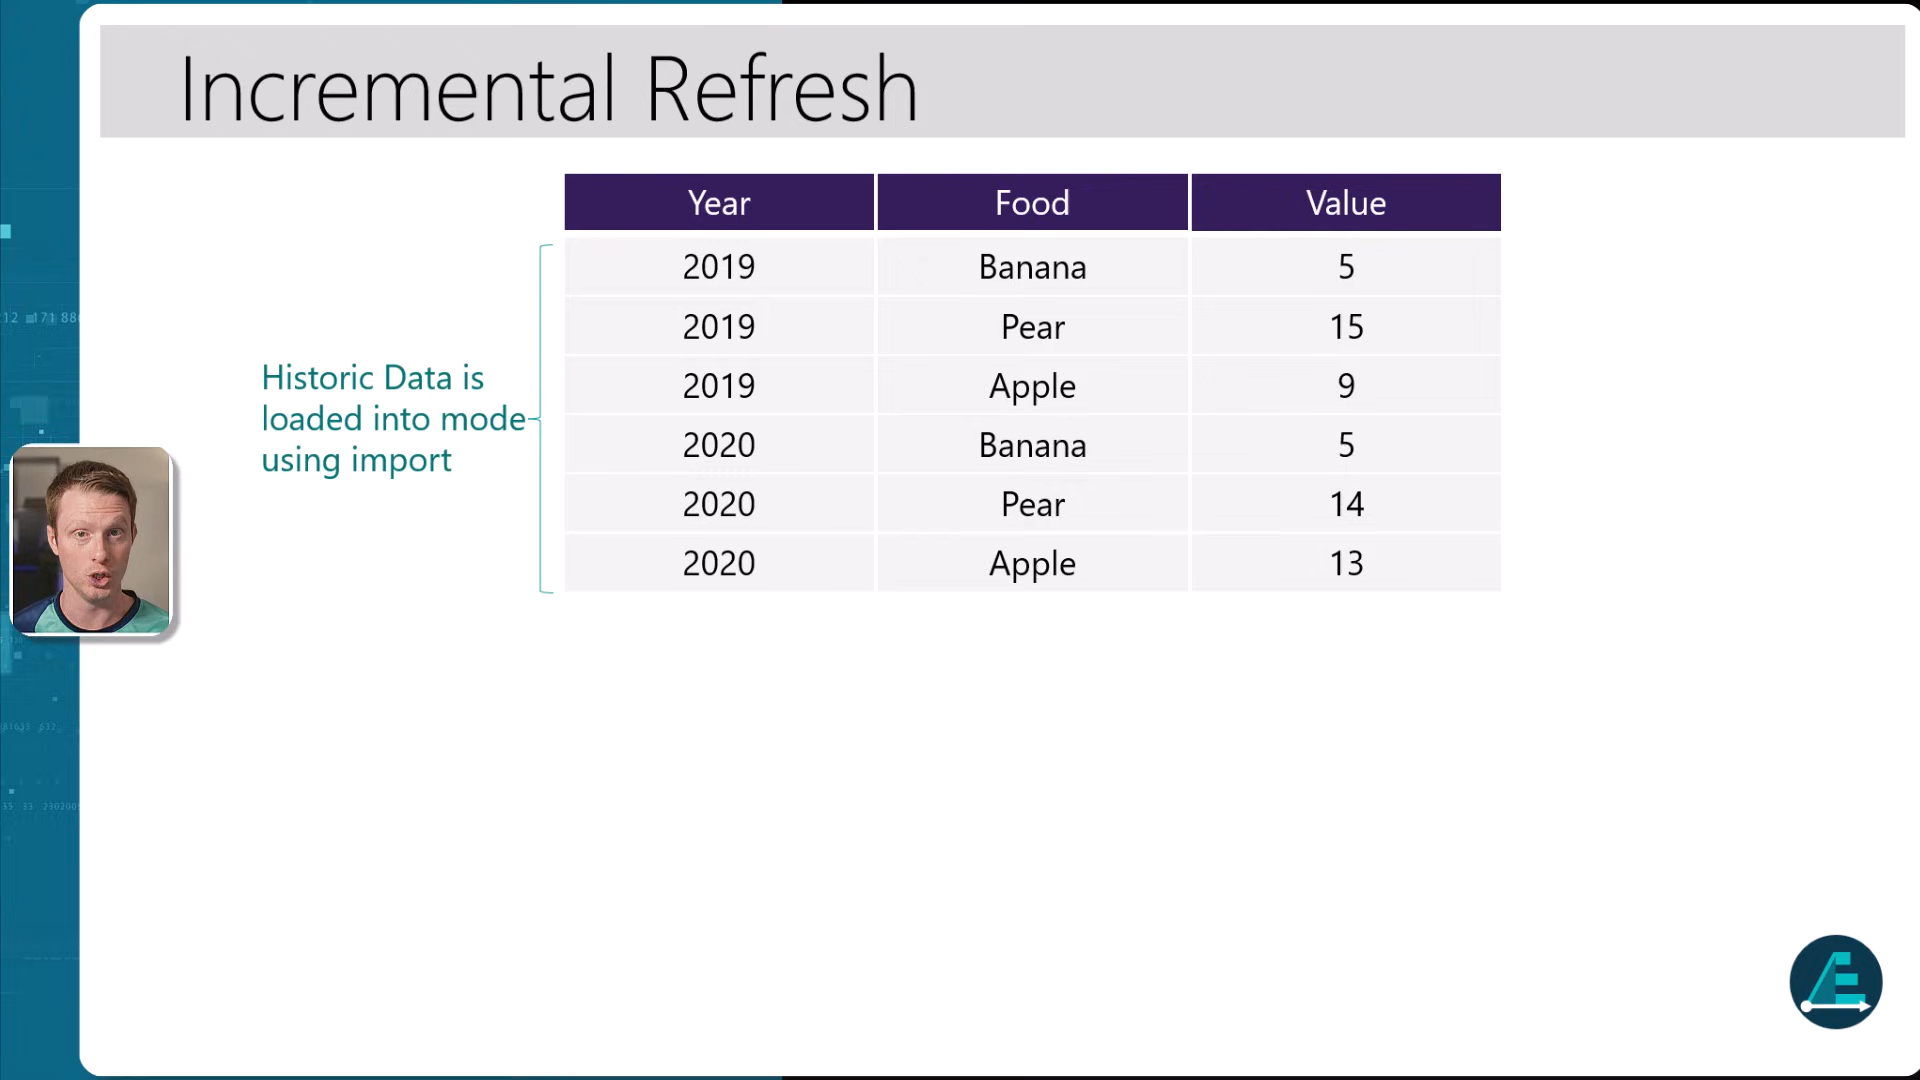 Incremental Refresh
Year Food Value
2019 Banana 5
2019 Pear 15
2019 Apple 9
2020 Banana 5
2020 Pear 14
2020 Apple 13
Historic Data is
loaded into mode
using import